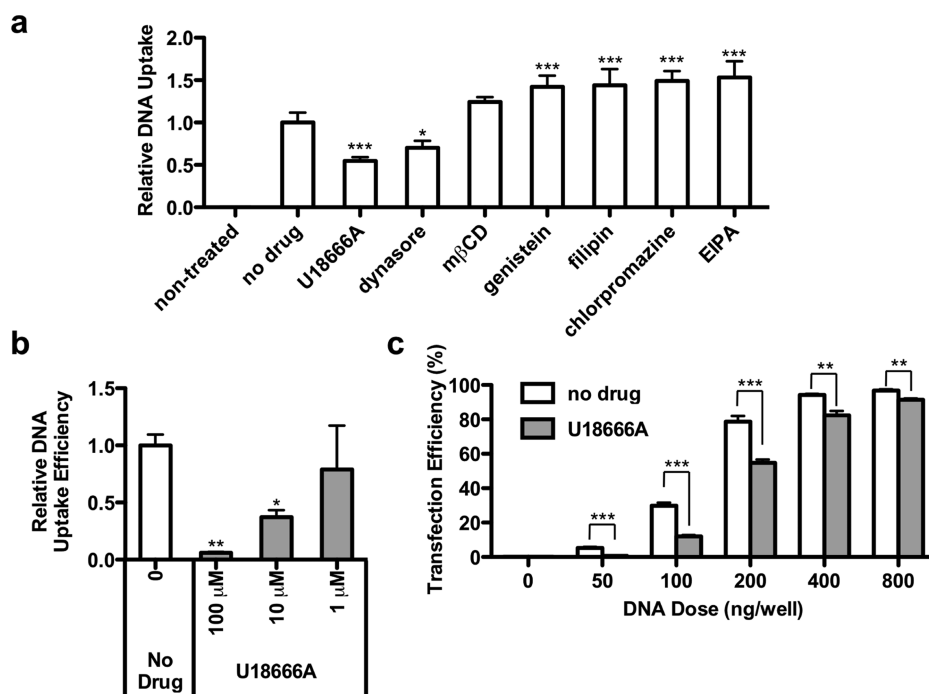 a
Relative DNA Uptake
2.0
1.5
1.0
0.5
0.0
***
*
***
***
***
***
non-treated
no drug
U18666A
dynasore
mβCD
genistein
filipin
chlorpromazine
EIPA
b
Relative DNA
Uptake Efficiency
1.5
1.0
0.5
0.0
**
*
0
100 µM
10 µM
1 µM
No
Drug
U18666A
c
Transfection Efficiency (%)
100
80
60
40
20
0
no drug
U18666A
***
***
***
**
**
0
50
100
200
400
800
DNA Dose (ng/well)